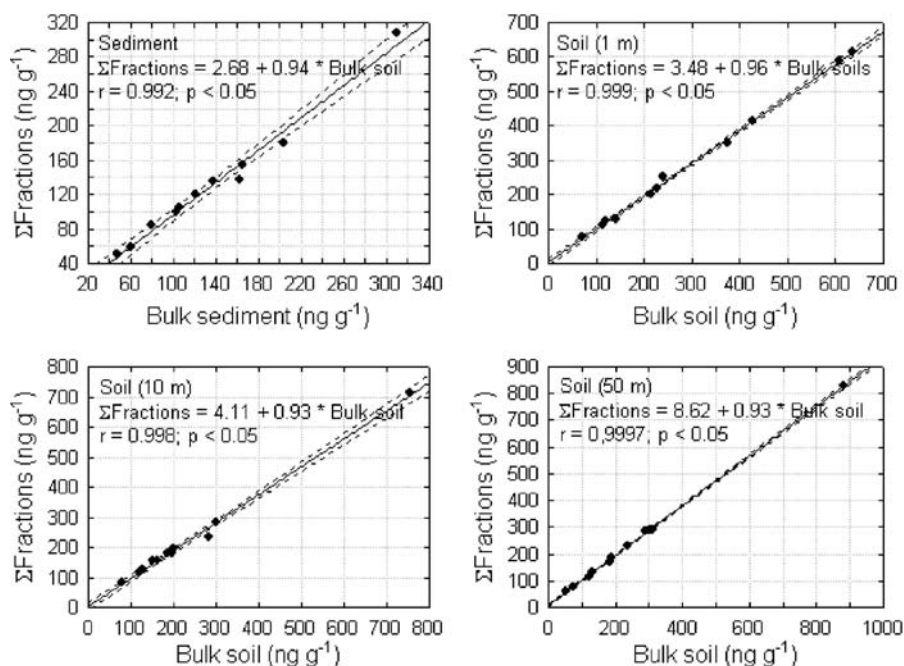 320
280
240
200
160
120
80
40
ΣFractions (ng g⁻¹)
Sediment
ΣFractions = 2.68 + 0.94 * Bulk soil
r = 0.992; p < 0.05
20 60 100 140 180 220 260 300 340
Bulk sediment (ng g⁻¹)
700
600
500
400
300
200
100
0
ΣFractions (ng g⁻¹)
Soil (1 m)
ΣFractions = 3.48 + 0.96 * Bulk soils
r = 0.999; p < 0.05
0 100 200 300 400 500 600 700
Bulk soil (ng g⁻¹)
800
700
600
500
400
300
200
100
0
ΣFractions (ng g⁻¹)
Soil (10 m)
ΣFractions = 4.11 + 0.93 * Bulk soil
r = 0.998; p < 0.05
0 100 200 300 400 500 600 700 800
Bulk soil (ng g⁻¹)
900
800
700
600
500
400
300
200
100
0
ΣFractions (ng g⁻¹)
Soil (50 m)
ΣFractions = 8.62 + 0.93 * Bulk soil
r = 0,9997; p < 0.05
0 200 400 600 800 1000
Bulk soil (ng g⁻¹)